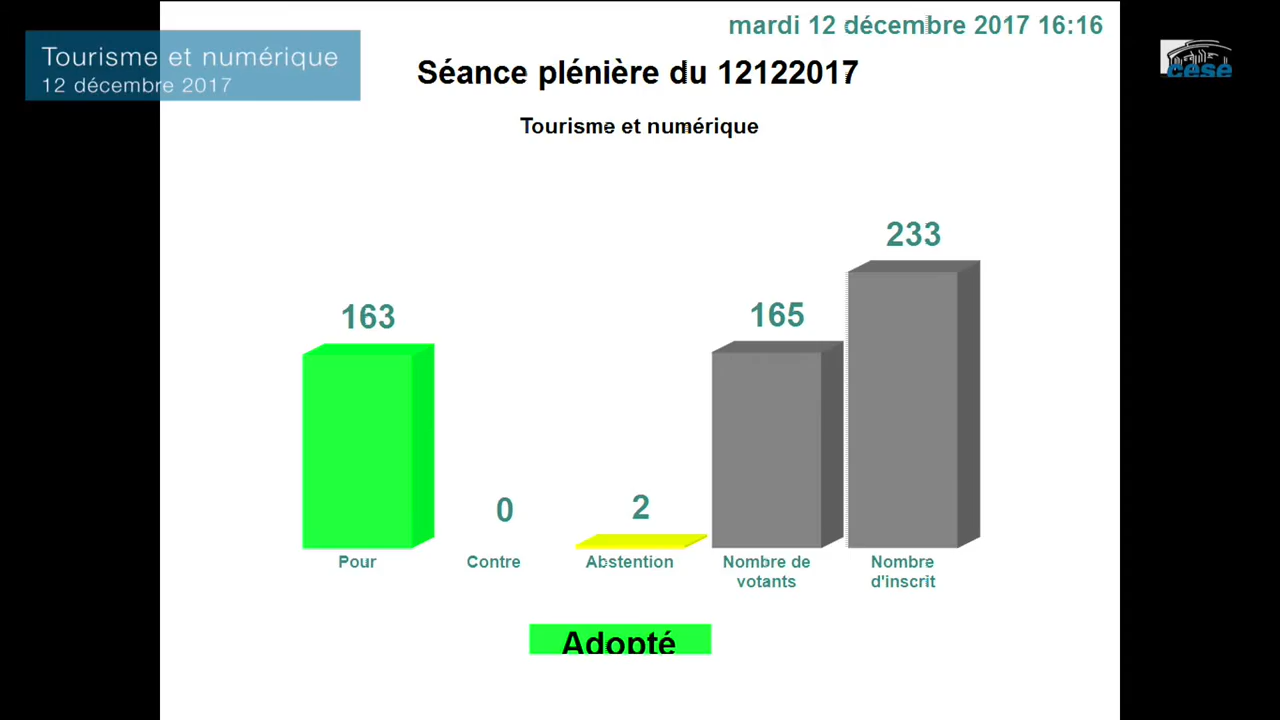 mardi 12 décembre 2017 16:16
Tourisme et numérique
12 décembre 2017
cese
Séance plénière du 12122017
Tourisme et numérique
233
163
165
0
2
Pour
Contre
Abstention
Nombre de votants
Nombre d'inscrit
Adopté